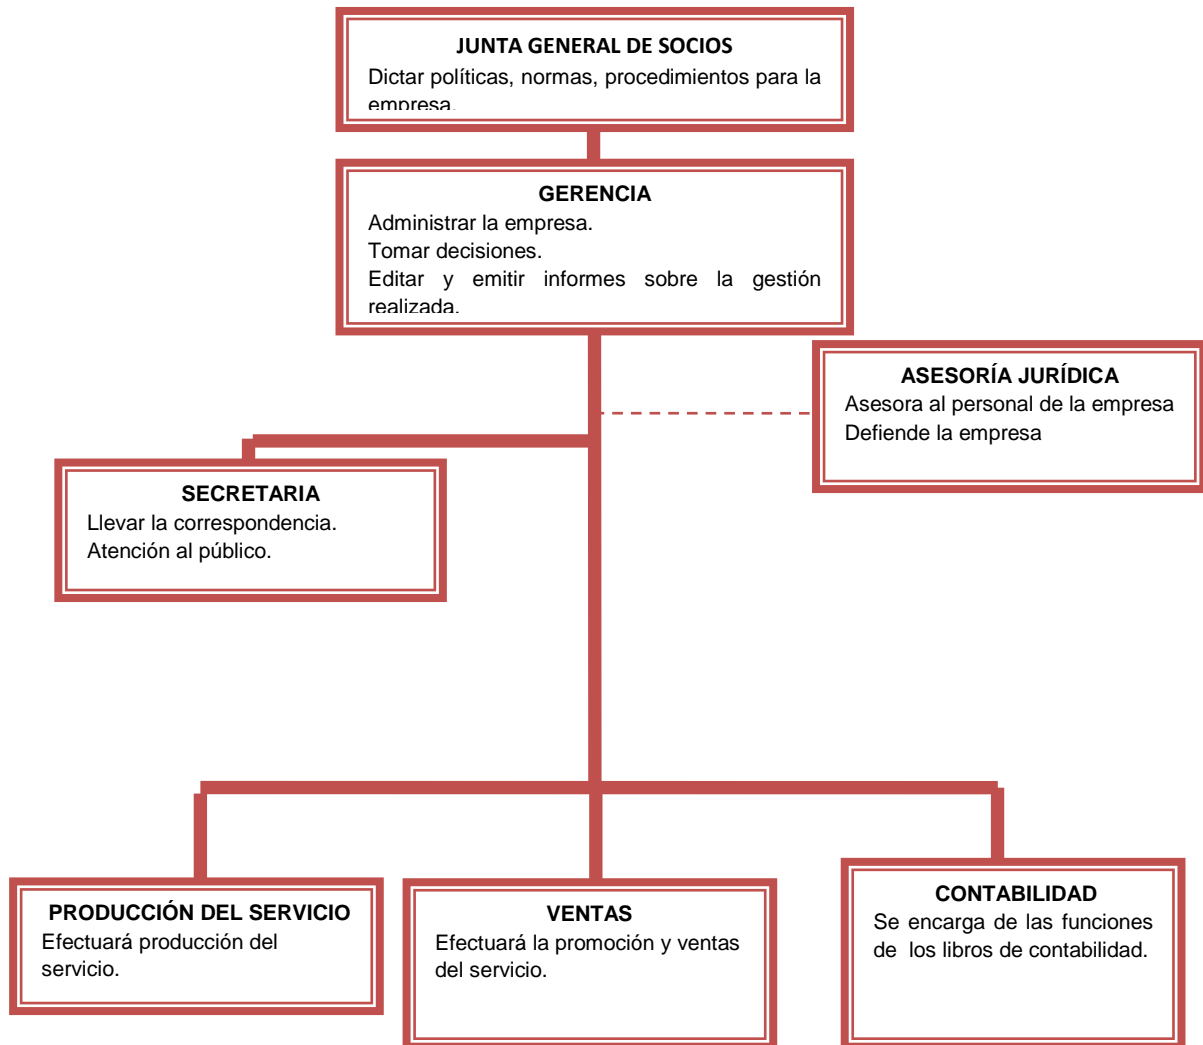 JUNTA GENERAL DE SOCIOS
Dictar políticas, normas, procedimientos para la
empresa.
GERENCIA
Administrar la empresa.
Tomar decisiones.
Editar y emitir informes sobre la gestión
realizada.
ASESORÍA JURÍDICA
Asesora al personal de la empresa
Defiende la empresa
SECRETARIA
Llevar la correspondencia.
Atención al público.
PRODUCCIÓN DEL SERVICIO
Efectuará producción del
servicio.
VENTAS
Efectuará la promoción y ventas
del servicio.
CONTABILIDAD
Se encarga de las funciones
de los libros de contabilidad.